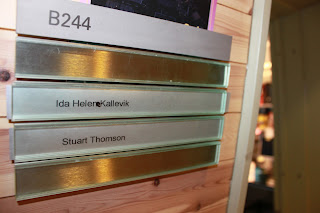 B244
Ida Helene Kallevik
Stuart Thomson